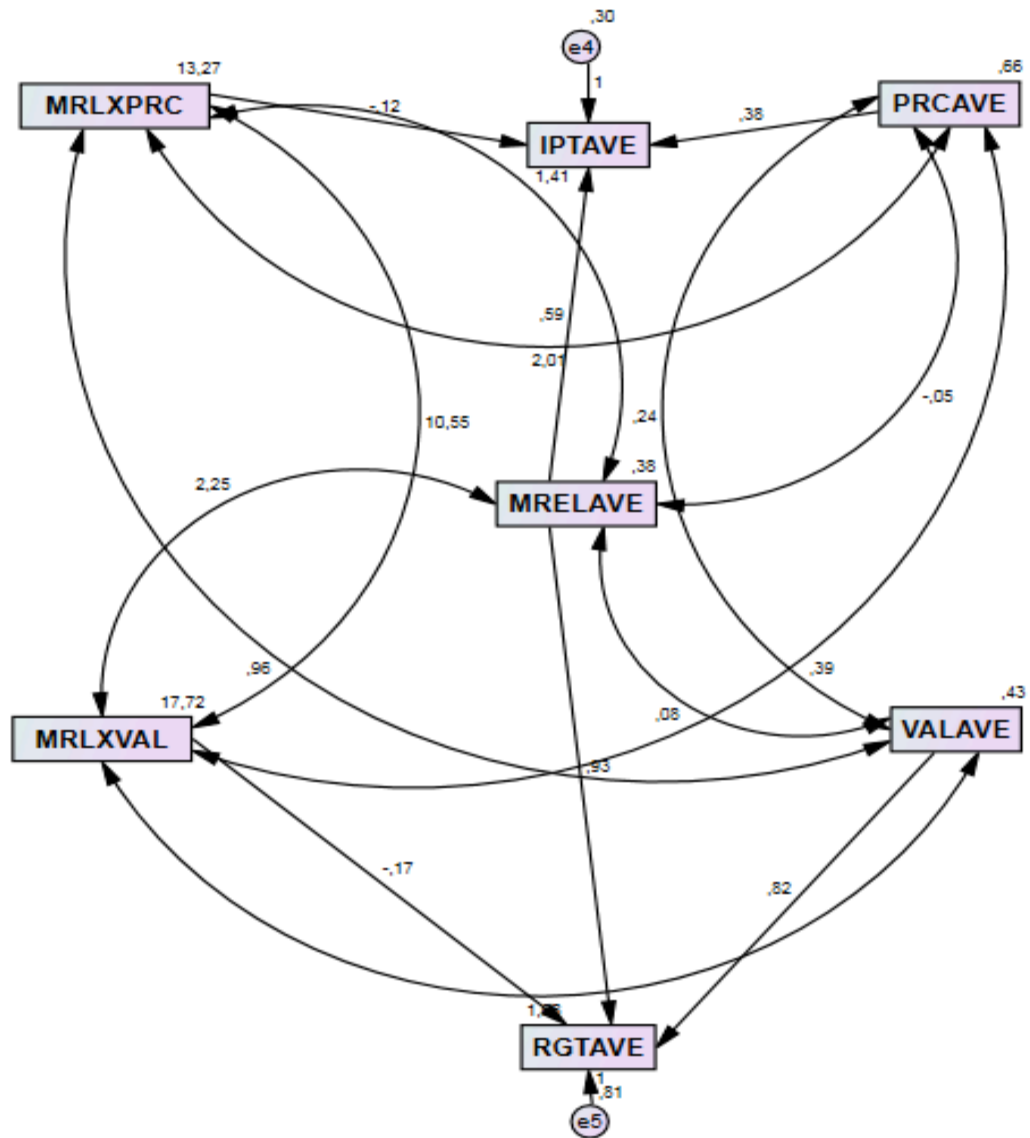 ,30
e4
13,27
,66
1
MRLXPRC
-,12
PRCAVE
,38
IPTAVE
1,41
,59
2,01
-,05
10,55
,24
,38
2,25
MRELAVE
,96
,39
17,72
,08
,43
MRLXVAL
VALAVE
,93
-,17
,82
RGTAVE
1
,81
e5